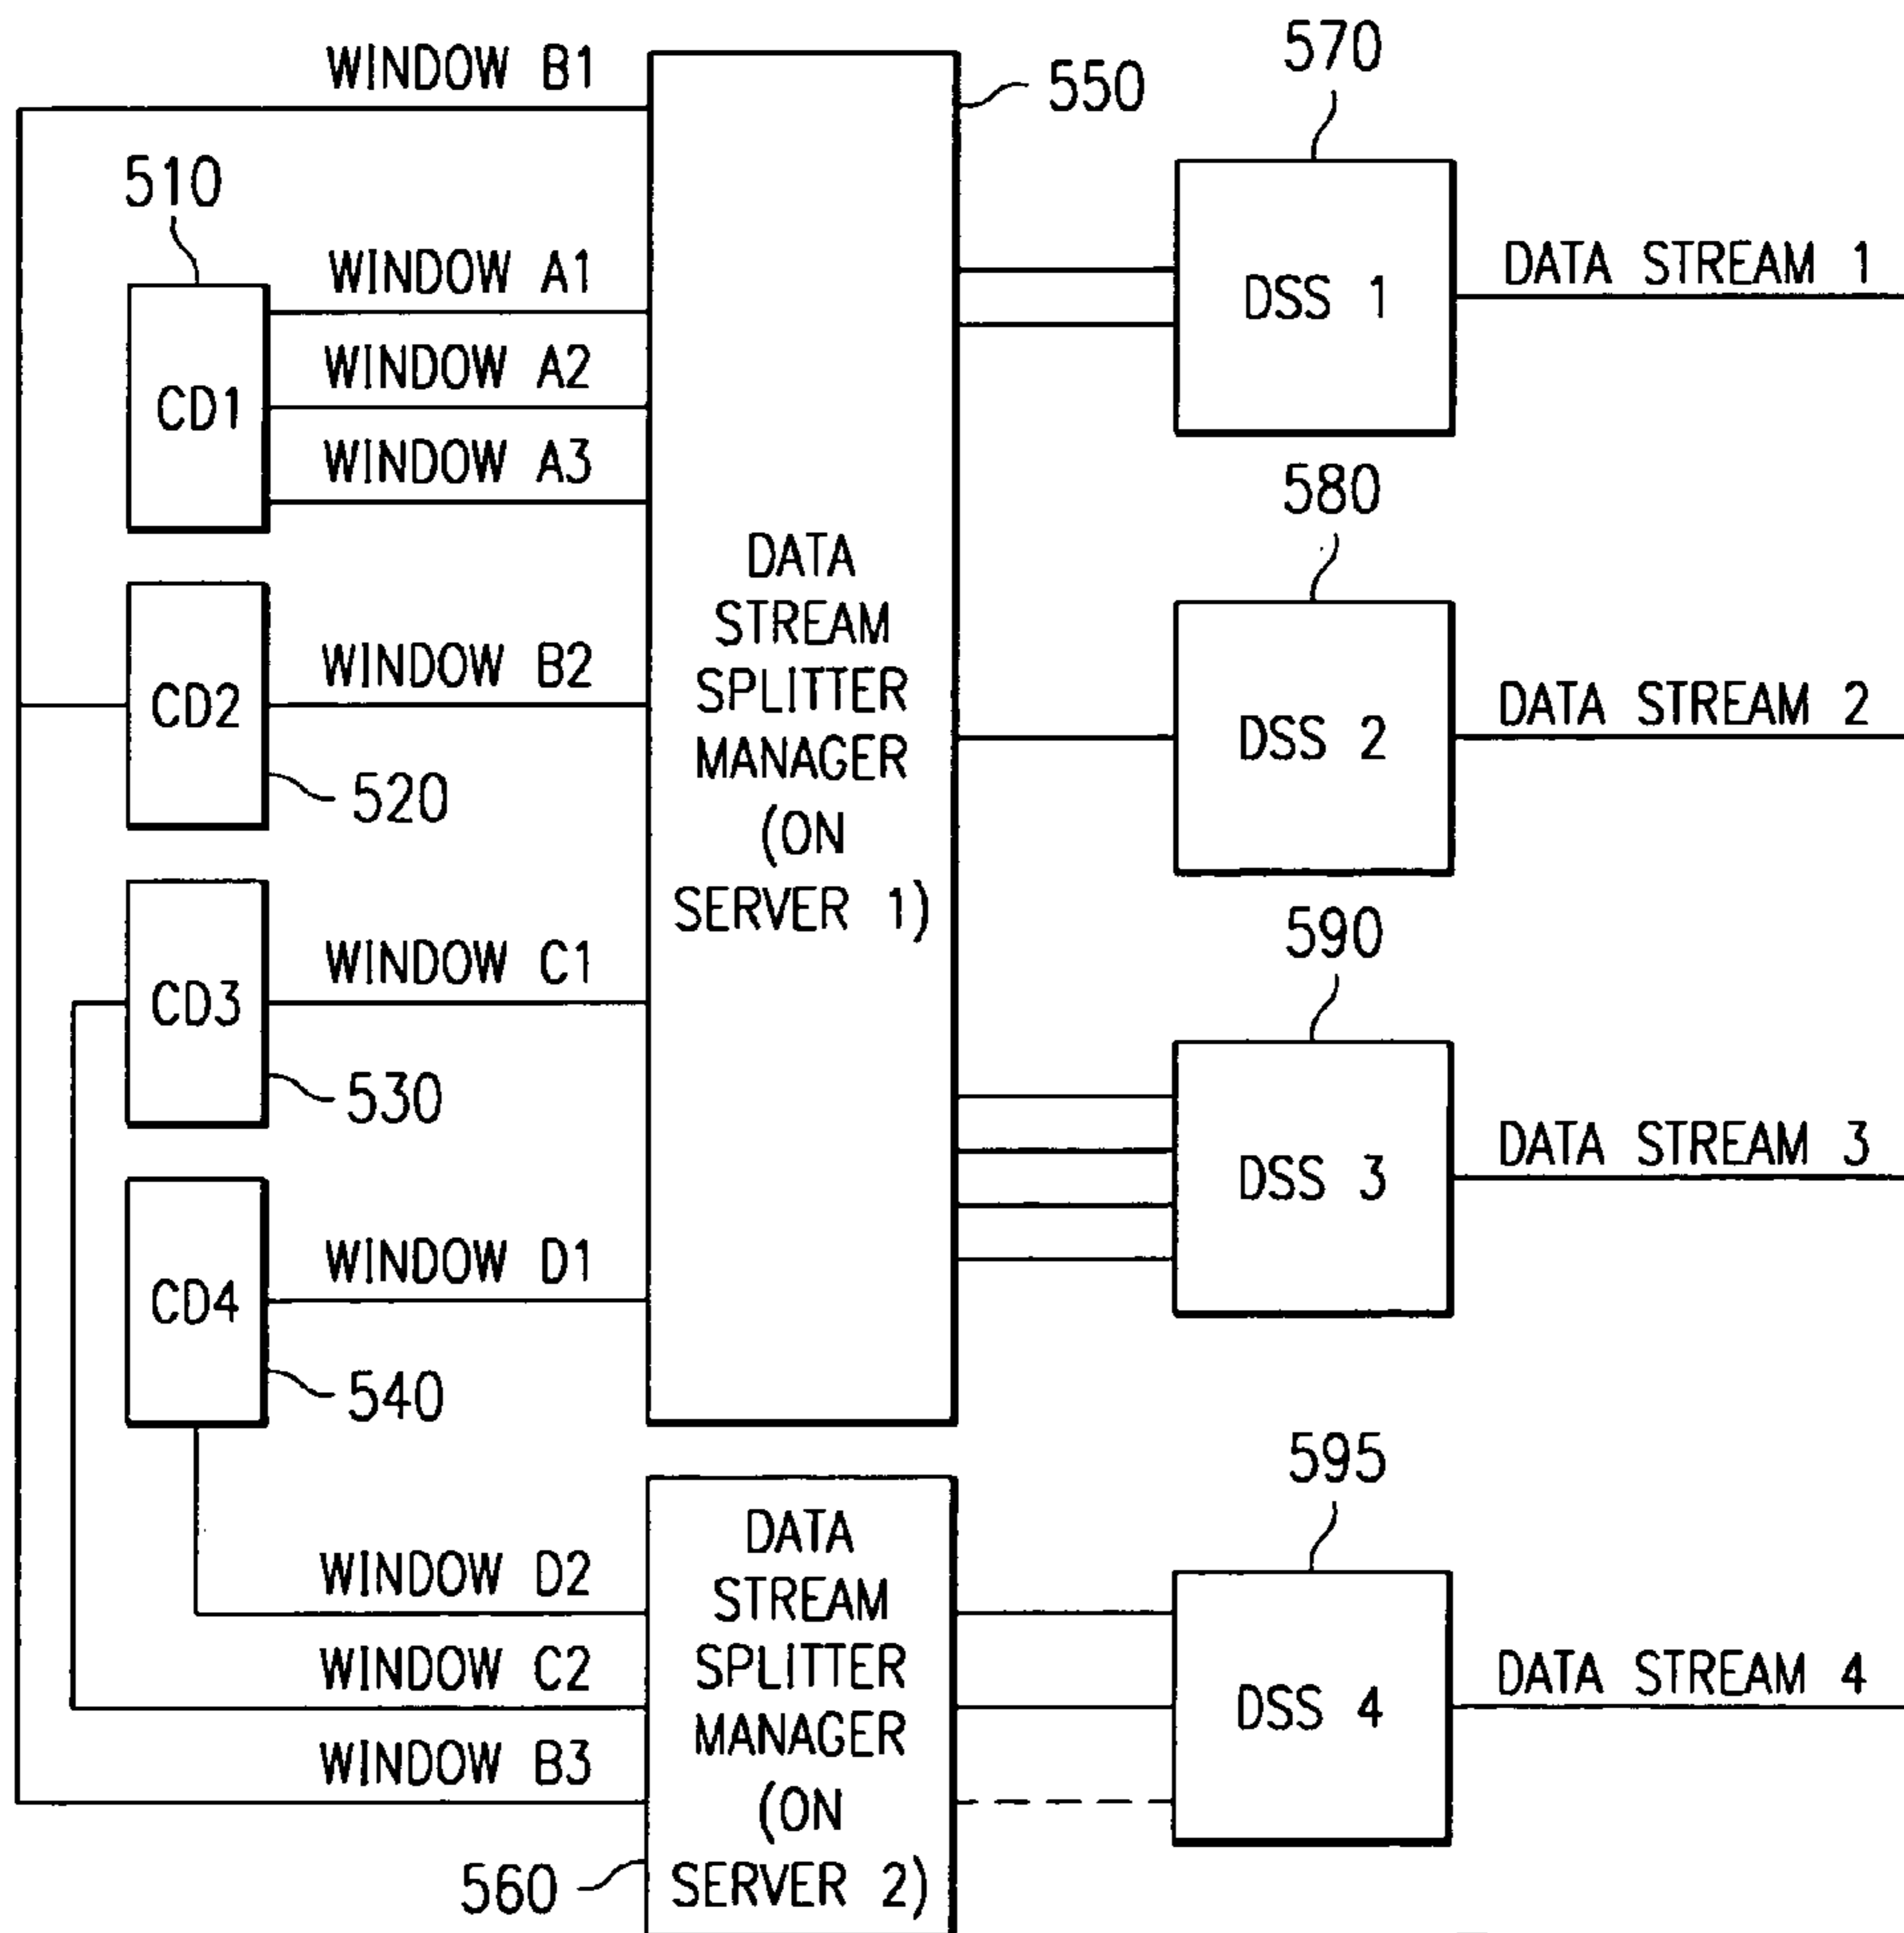 WINDOW B1
550
570
510
WINDOW A1
WINDOW A2
CD1
WINDOW A3
DSS 1
DATA STREAM 1
580
DATA
STREAM
SPLITTER
MANAGER
(ON
SERVER 1)
WINDOW B2
CD2
520
DSS 2
DATA STREAM 2
590
WINDOW C1
CD3
530
DSS 3
DATA STREAM 3
WINDOW D1
CD4
540
595
WINDOW D2
WINDOW C2
WINDOW B3
DATA
STREAM
SPLITTER
MANAGER
(ON
SERVER 2)
560
DSS 4
DATA STREAM 4